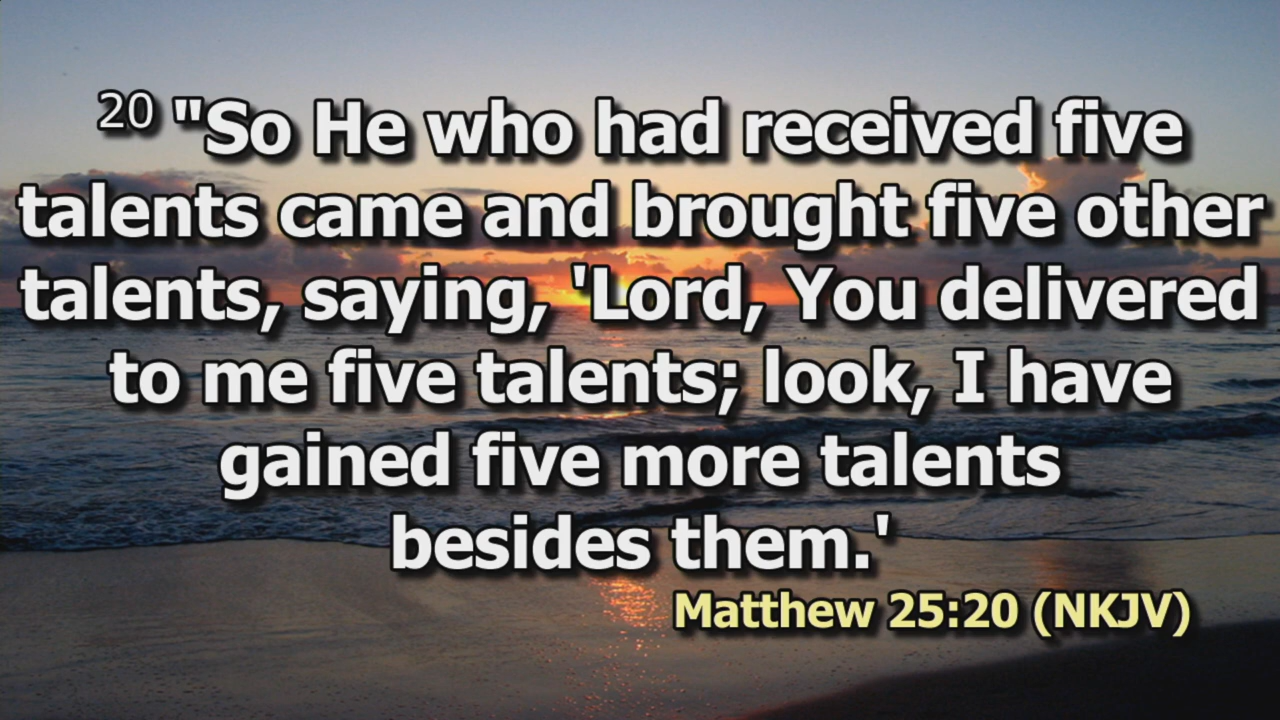 20 "So He who had received five
talents came and brought five other
talents, saying, 'Lord, You delivered
to me five talents; look, I have
gained five more talents
besides them.'
Matthew 25:20 (NKJV)